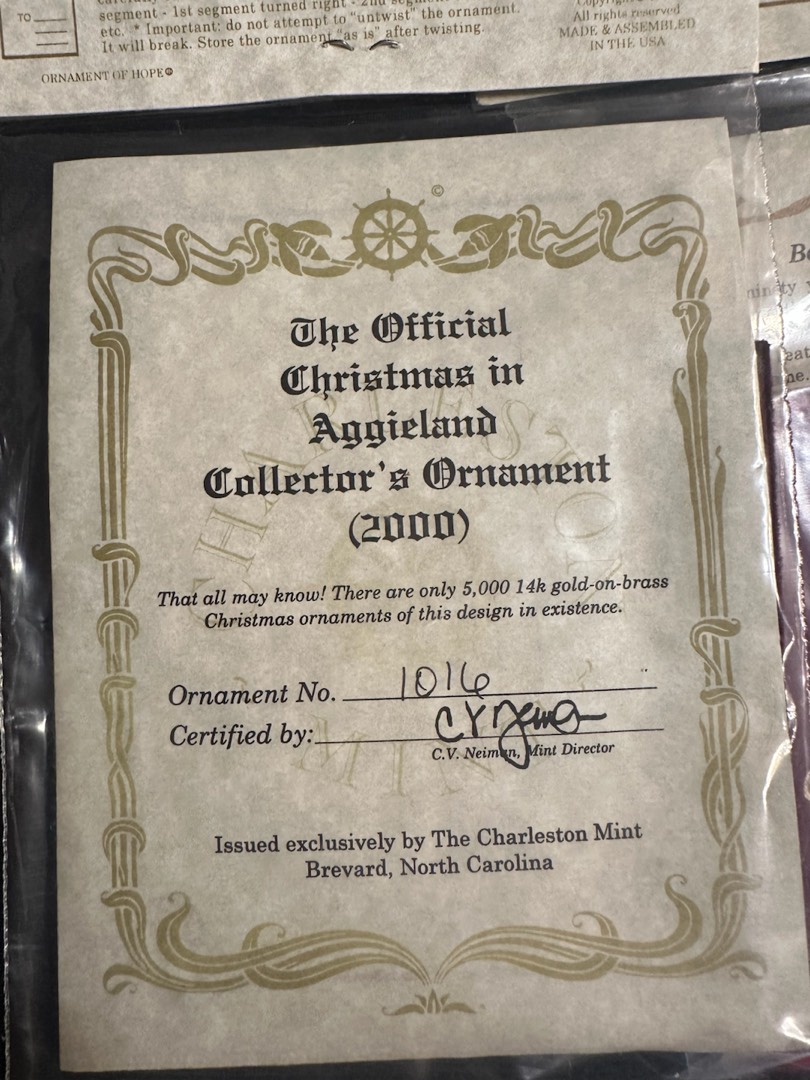 TO
segment - 1st segment turned right - 2nd
etc. * Important: do not attempt to "untwist" the ornament.
It will break. Store the ornament "as is" after twisting.
ORNAMENT OF HOPE©
All rights reserved
MADE & ASSEMBLED
IN THE USA
©
The Official
Christmas in
Aggieland
Collector's Ornament
(2000)
CHARLESTON
MINT
That all may know! There are only 5,000 14k gold-on-brass
Christmas ornaments of this design in existence.
Ornament No. 1016
Certified by: CVNeiman
C.V. Neiman, Mint Director
Issued exclusively by The Charleston Mint
Brevard, North Carolina